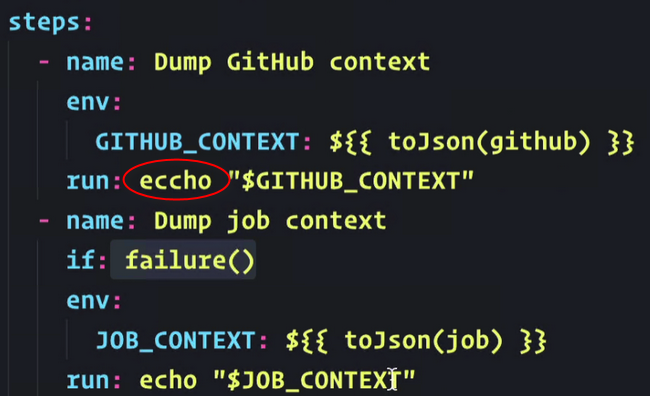 steps:
- name: Dump GitHub context
env:
GITHUB_CONTEXT: ${{ toJson(github) }}
run: eccho "$GITHUB_CONTEXT"
- name: Dump job context
if: failure()
env:
JOB_CONTEXT: ${{ toJson(job) }}
run: echo "$JOB_CONTEXT"